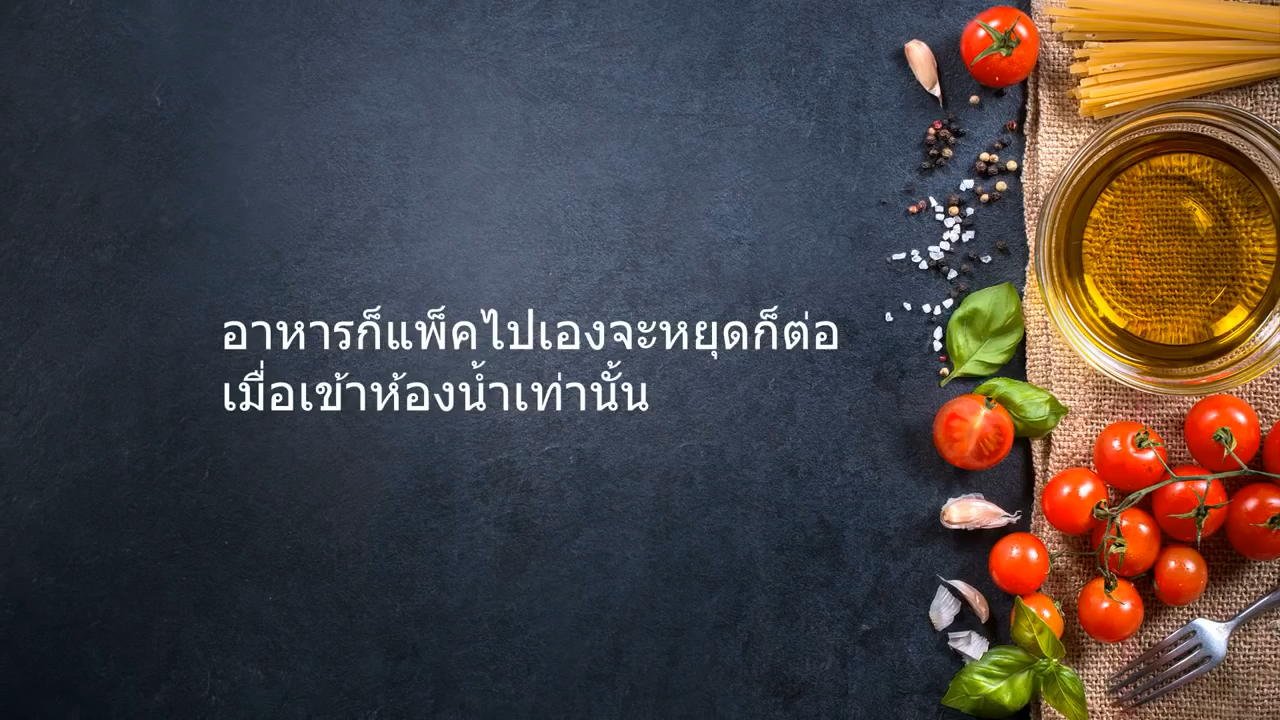 อาหารก็แพ็คไปเองจะหยุดก็ต่อ
เมื่อเข้าห้องน้ำเท่านั้น